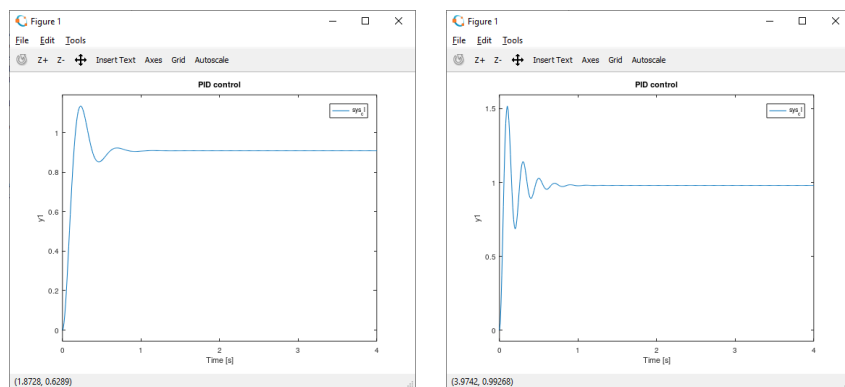 Figure 1
File Edit Tools
Z+ Z- Insert Text Axes Grid Autoscale
PID control
sys_l
c
1
0.8
0.6
0.4
0.2
0
y1
0 1 2 3 4
Time [s]
(1.8728, 0.6289)
Figure 1
File Edit Tools
Z+ Z- Insert Text Axes Grid Autoscale
PID control
sys_l
c
1.5
1
0.5
0
y1
0 1 2 3 4
Time [s]
(3.9742, 0.99268)